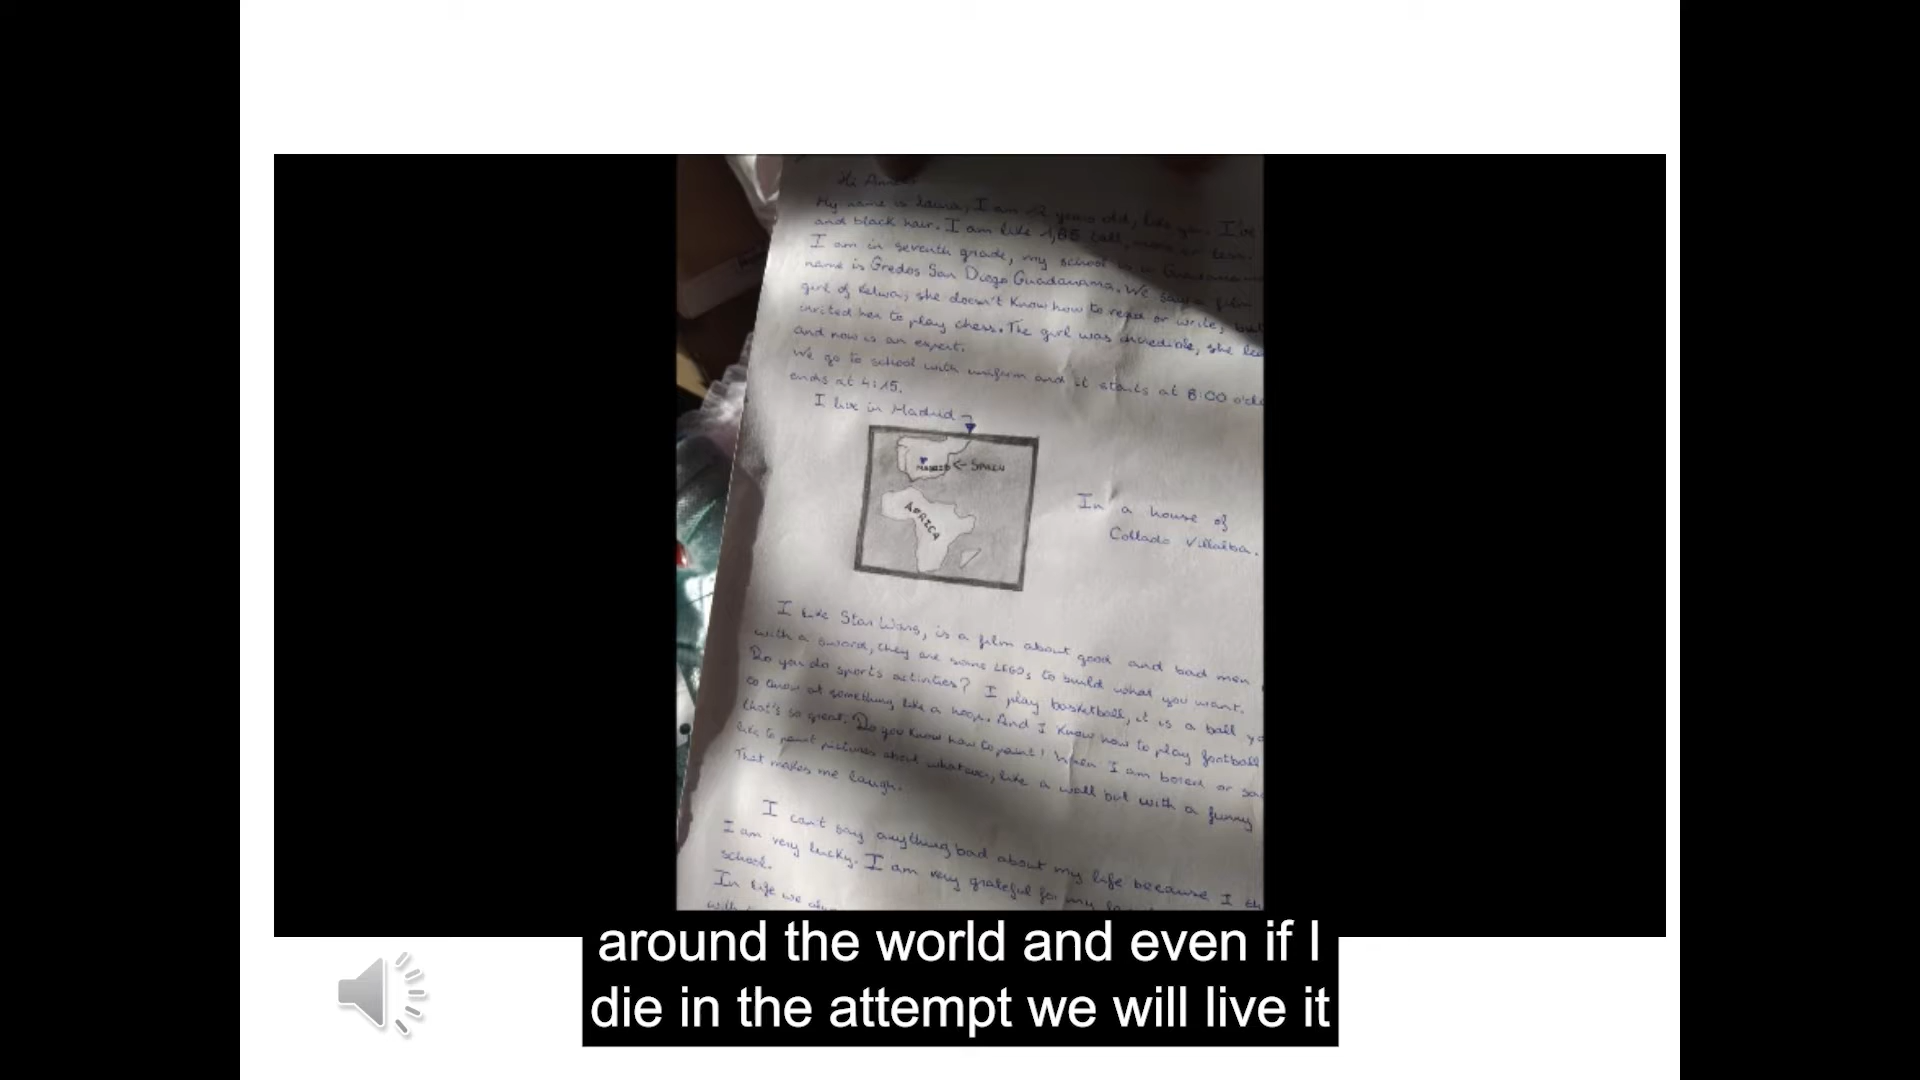 Hi
My name is Laura, I am 12 years old, like you. I've
and black hair. I am like 1,65 tall, more or less.
I am in seventh grade, my school is in
name is Gredos San Diego Guadarrama. We saw a film
girl of she doesn't know how to read or write, but
invited her to play chess. The girl was incredible, she
and now is an expert.
We go to school with uniform and it starts at 8:00
ends at 4:15.
I live in Madrid
MADRID <- SPAIN
AFRICA
In a house of
Collado Villalba.
I like Star Wars, is a film about good and bad men
with a sword, they are some LEGOs to build what you want.
Do you do sports activities? I play basketball, it is a ball
to throw at something like a hoop. And I know how to play football
that's so great. Do you know how to paint? When I am bored or
like to paint pictures about whatever, like a wall but with a funny
That makes me laugh.
I can't say anything bad about my life because I
I am very lucky. I am very grateful for my
school.
In life we
around the world and even if I
die in the attempt we will live it